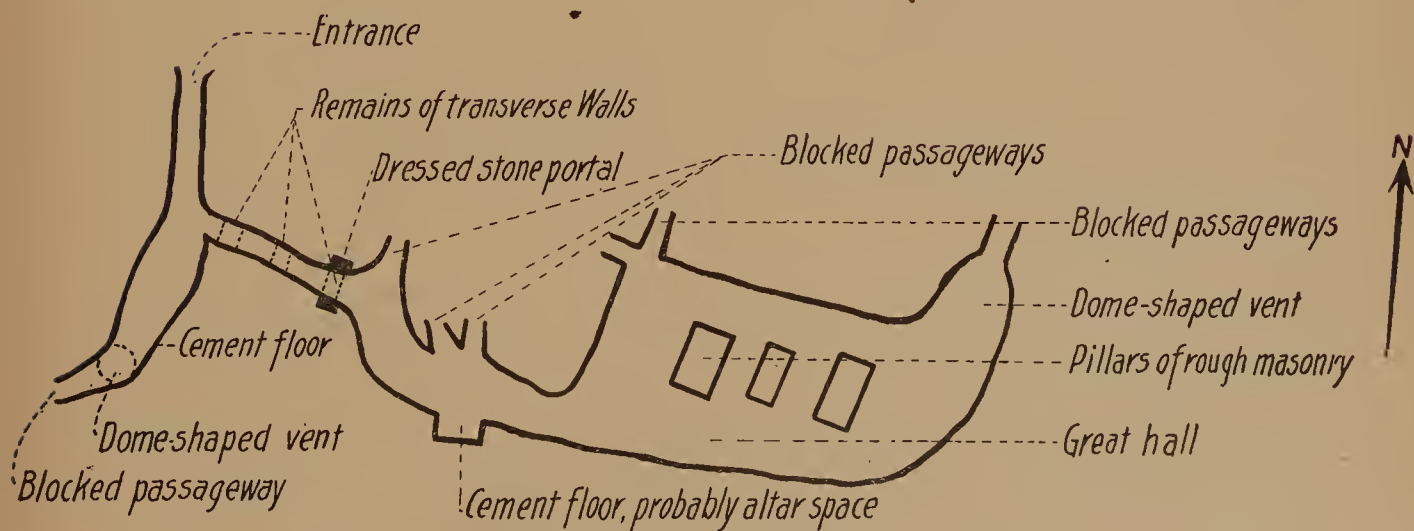 Entrance
Remains of transverse Walls
Dressed stone portal
Blocked passageways
N
Blocked passageways
Dome-shaped vent
Cement floor
Pillars of rough masonry
Dome-shaped vent
Great hall
Blocked passageway
Cement floor, probably altar space